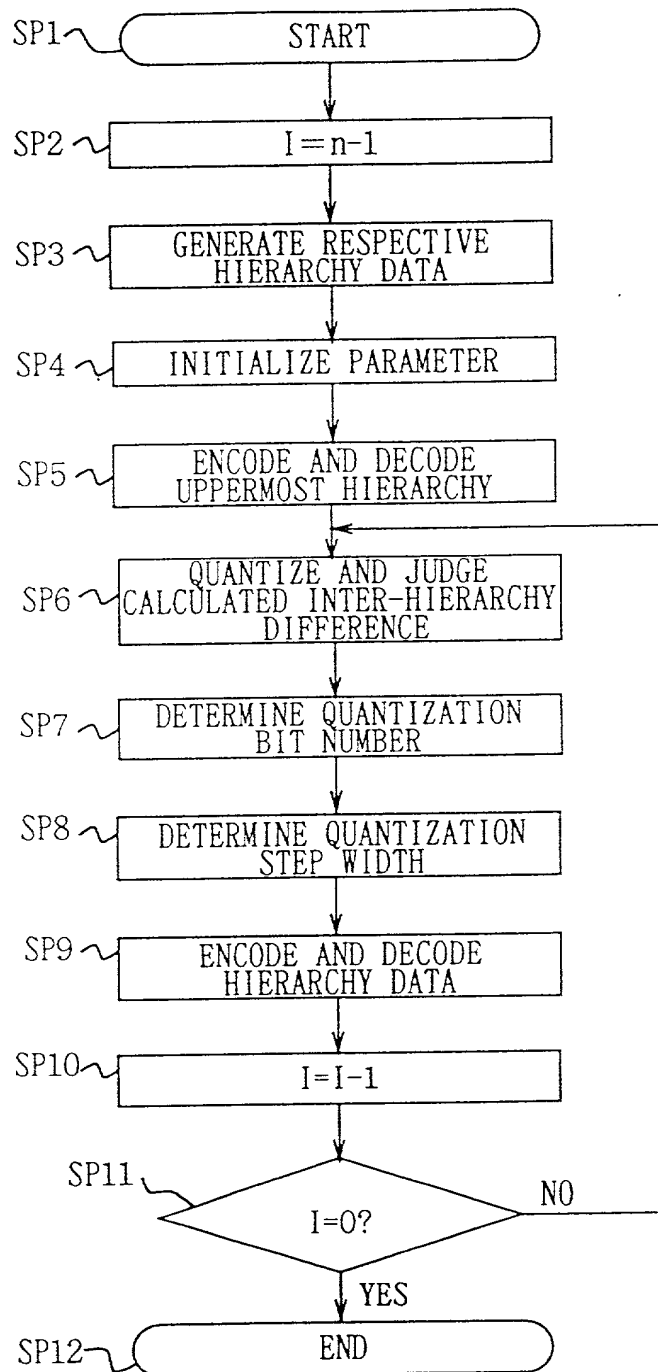 SP1 START
SP2 I=n-1
SP3 GENERATE RESPECTIVE
HIERARCHY DATA
SP4 INITIALIZE PARAMETER
SP5 ENCODE AND DECODE
UPPERMOST HIERARCHY
SP6 QUANTIZE AND JUDGE
CALCULATED INTER-HIERARCHY
DIFFERENCE
SP7 DETERMINE QUANTIZATION
BIT NUMBER
SP8 DETERMINE QUANTIZATION
STEP WIDTH
SP9 ENCODE AND DECODE
HIERARCHY DATA
SP10 I=I-1
SP11 I=0? NO
YES
SP12 END